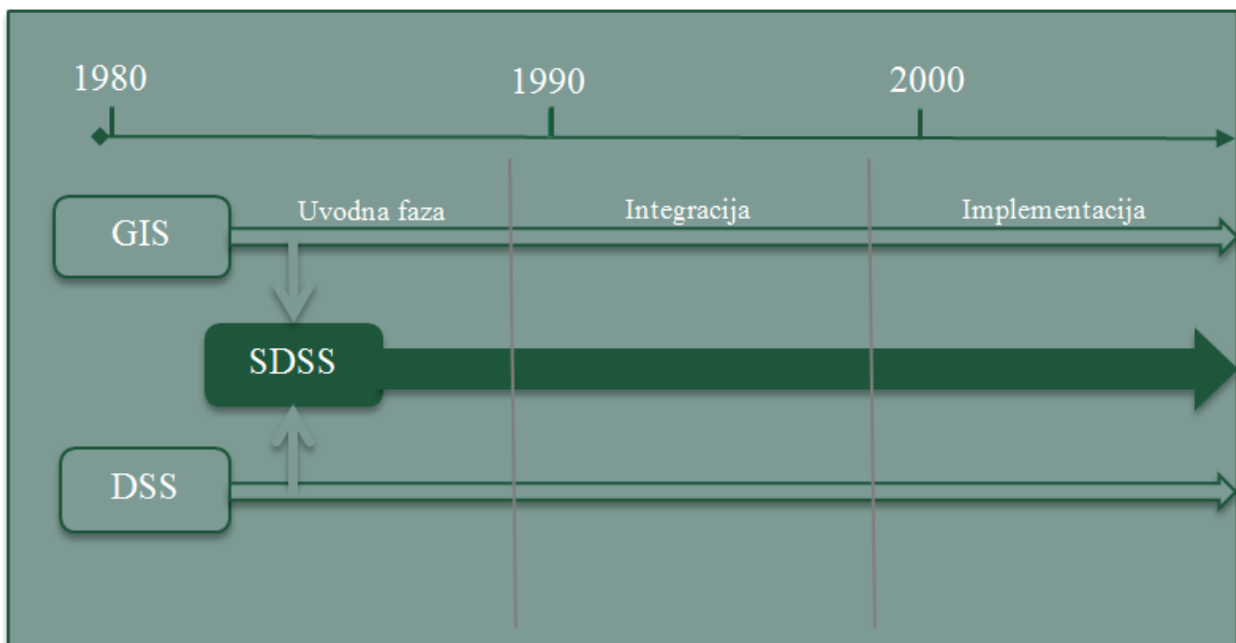 1980
1990
2000
GIS
Uvodna faza
Integracija
Implementacija
SDSS
DSS